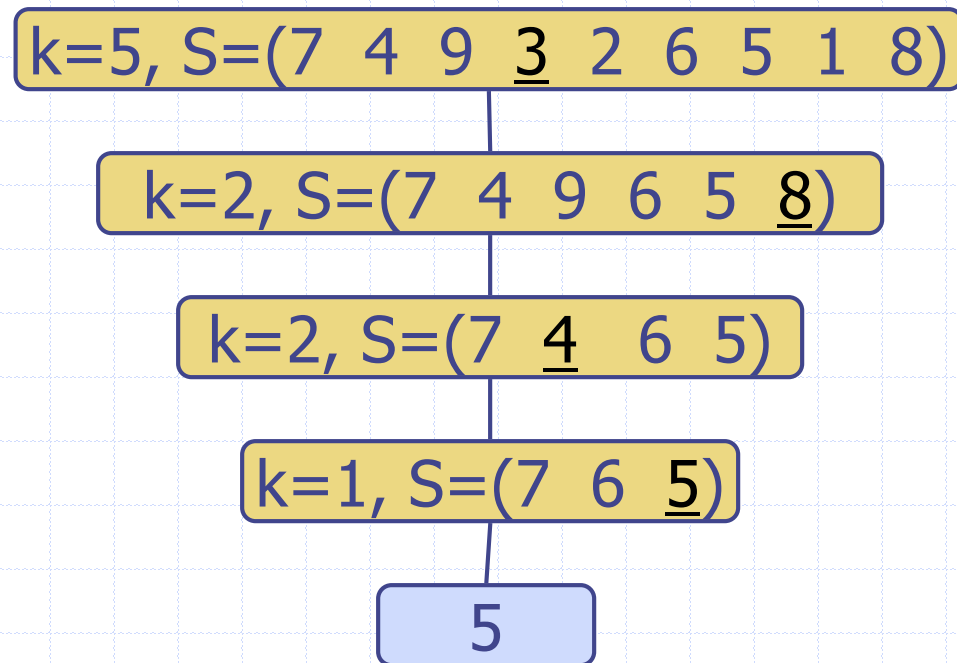 k=5, S=(7 4 9 3 2 6 5 1 8)
k=2, S=(7 4 9 6 5 8)
k=2, S=(7 4 6 5)
k=1, S=(7 6 5)
5